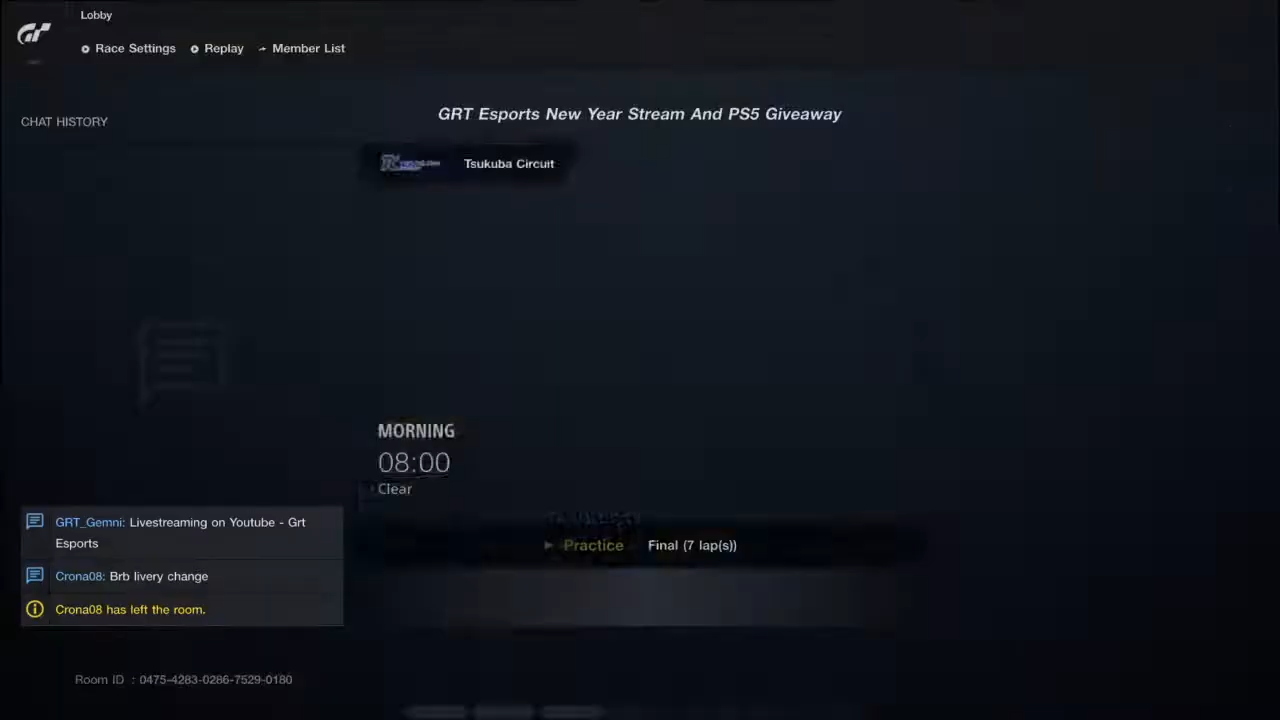 Lobby
Race Settings
Replay
Member List
CHAT HISTORY
GRT Esports New Year Stream And PS5 Giveaway
Tsukuba Circuit
MORNING
08:00
Clear
Practice
Final (7 lap(s))
GRT_Gemni: Livestreaming on Youtube - Grt
Esports
Crona08: Brb livery change
Crona08 has left the room.
Room ID : 0475-4283-0286-7529-0180